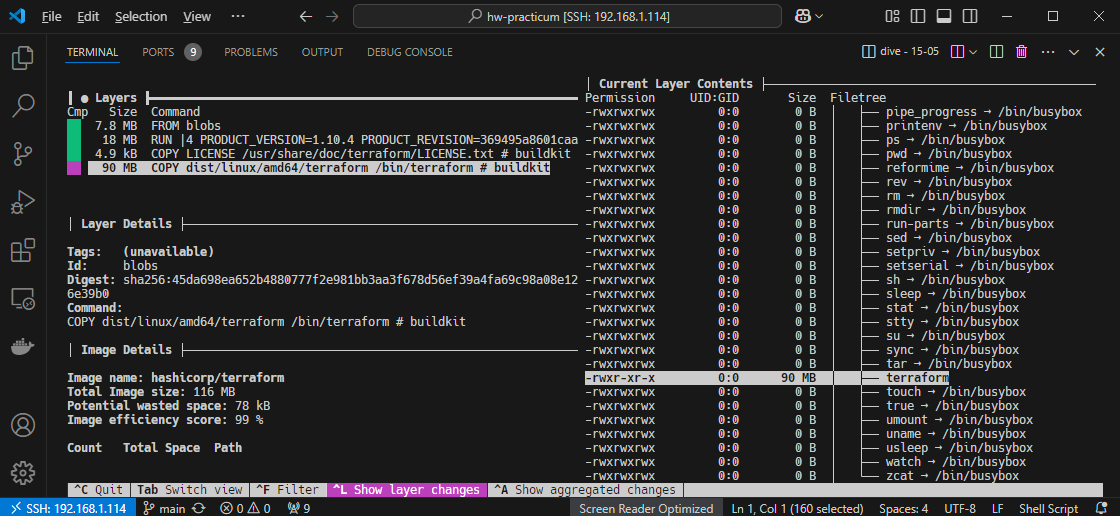 File Edit Selection View ··· hw-practicum [SSH: 192.168.1.114]
TERMINAL PORTS 9 PROBLEMS OUTPUT DEBUG CONSOLE dive - 15-05
● Layers
Cmp Size Command
7.8 MB FROM blobs
18 MB RUN |4 PRODUCT_VERSION=1.10.4 PRODUCT_REVISION=369495a8601caa
4.9 kB COPY LICENSE /usr/share/doc/terraform/LICENSE.txt # buildkit
90 MB COPY dist/linux/amd64/terraform /bin/terraform # buildkit
Layer Details
Tags: (unavailable)
Id: blobs
Digest: sha256:45da698ea652b4880777f2e981bb3aa3f678d56ef39a4fa69c98a08e12
6e39b0
Command:
COPY dist/linux/amd64/terraform /bin/terraform # buildkit
Image Details
Image name: hashicorp/terraform
Total Image size: 116 MB
Potential wasted space: 78 kB
Image efficiency score: 99 %
Count Total Space Path
Current Layer Contents
Permission UID:GID Size Filetree
-rwxrwxrwx 0:0 0 B ├── pipe_progress → /bin/busybox
-rwxrwxrwx 0:0 0 B ├── printenv → /bin/busybox
-rwxrwxrwx 0:0 0 B ├── ps → /bin/busybox
-rwxrwxrwx 0:0 0 B ├── pwd → /bin/busybox
-rwxrwxrwx 0:0 0 B ├── reformime → /bin/busybox
-rwxrwxrwx 0:0 0 B ├── rev → /bin/busybox
-rwxrwxrwx 0:0 0 B ├── rm → /bin/busybox
-rwxrwxrwx 0:0 0 B ├── rmdir → /bin/busybox
-rwxrwxrwx 0:0 0 B ├── run-parts → /bin/busybox
-rwxrwxrwx 0:0 0 B ├── sed → /bin/busybox
-rwxrwxrwx 0:0 0 B ├── setpriv → /bin/busybox
-rwxrwxrwx 0:0 0 B ├── setserial → /bin/busybox
-rwxrwxrwx 0:0 0 B ├── sh → /bin/busybox
-rwxrwxrwx 0:0 0 B ├── sleep → /bin/busybox
-rwxrwxrwx 0:0 0 B ├── stat → /bin/busybox
-rwxrwxrwx 0:0 0 B ├── stty → /bin/busybox
-rwxrwxrwx 0:0 0 B ├── su → /bin/busybox
-rwxrwxrwx 0:0 0 B ├── sync → /bin/busybox
-rwxrwxrwx 0:0 0 B ├── tar → /bin/busybox
-rwxr-xr-x 0:0 90 MB ├── terraform
-rwxrwxrwx 0:0 0 B ├── touch → /bin/busybox
-rwxrwxrwx 0:0 0 B ├── true → /bin/busybox
-rwxrwxrwx 0:0 0 B ├── umount → /bin/busybox
-rwxrwxrwx 0:0 0 B ├── uname → /bin/busybox
-rwxrwxrwx 0:0 0 B ├── usleep → /bin/busybox
-rwxrwxrwx 0:0 0 B ├── watch → /bin/busybox
-rwxrwxrwx 0:0 0 B └── zcat → /bin/busybox
^C Quit Tab Switch view ^F Filter ^L Show layer changes ^A Show aggregated changes
SSH: 192.168.1.114 main 0 0 9 Screen Reader Optimized Ln 1, Col 1 (160 selected) Spaces: 4 UTF-8 LF Shell Script